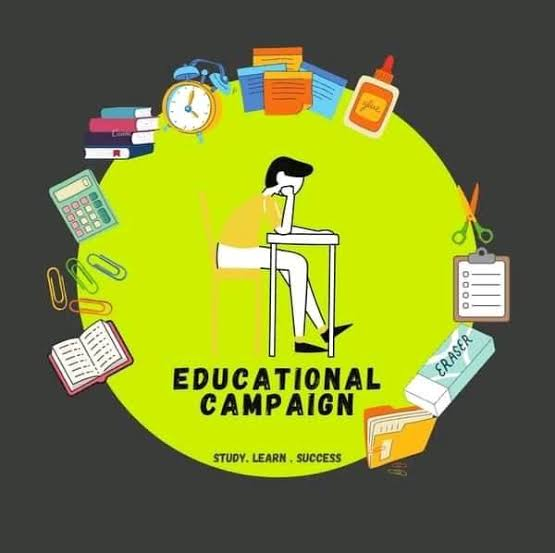 glue
ERASER
EDUCATIONAL
CAMPAIGN
STUDY. LEARN . SUCCESS